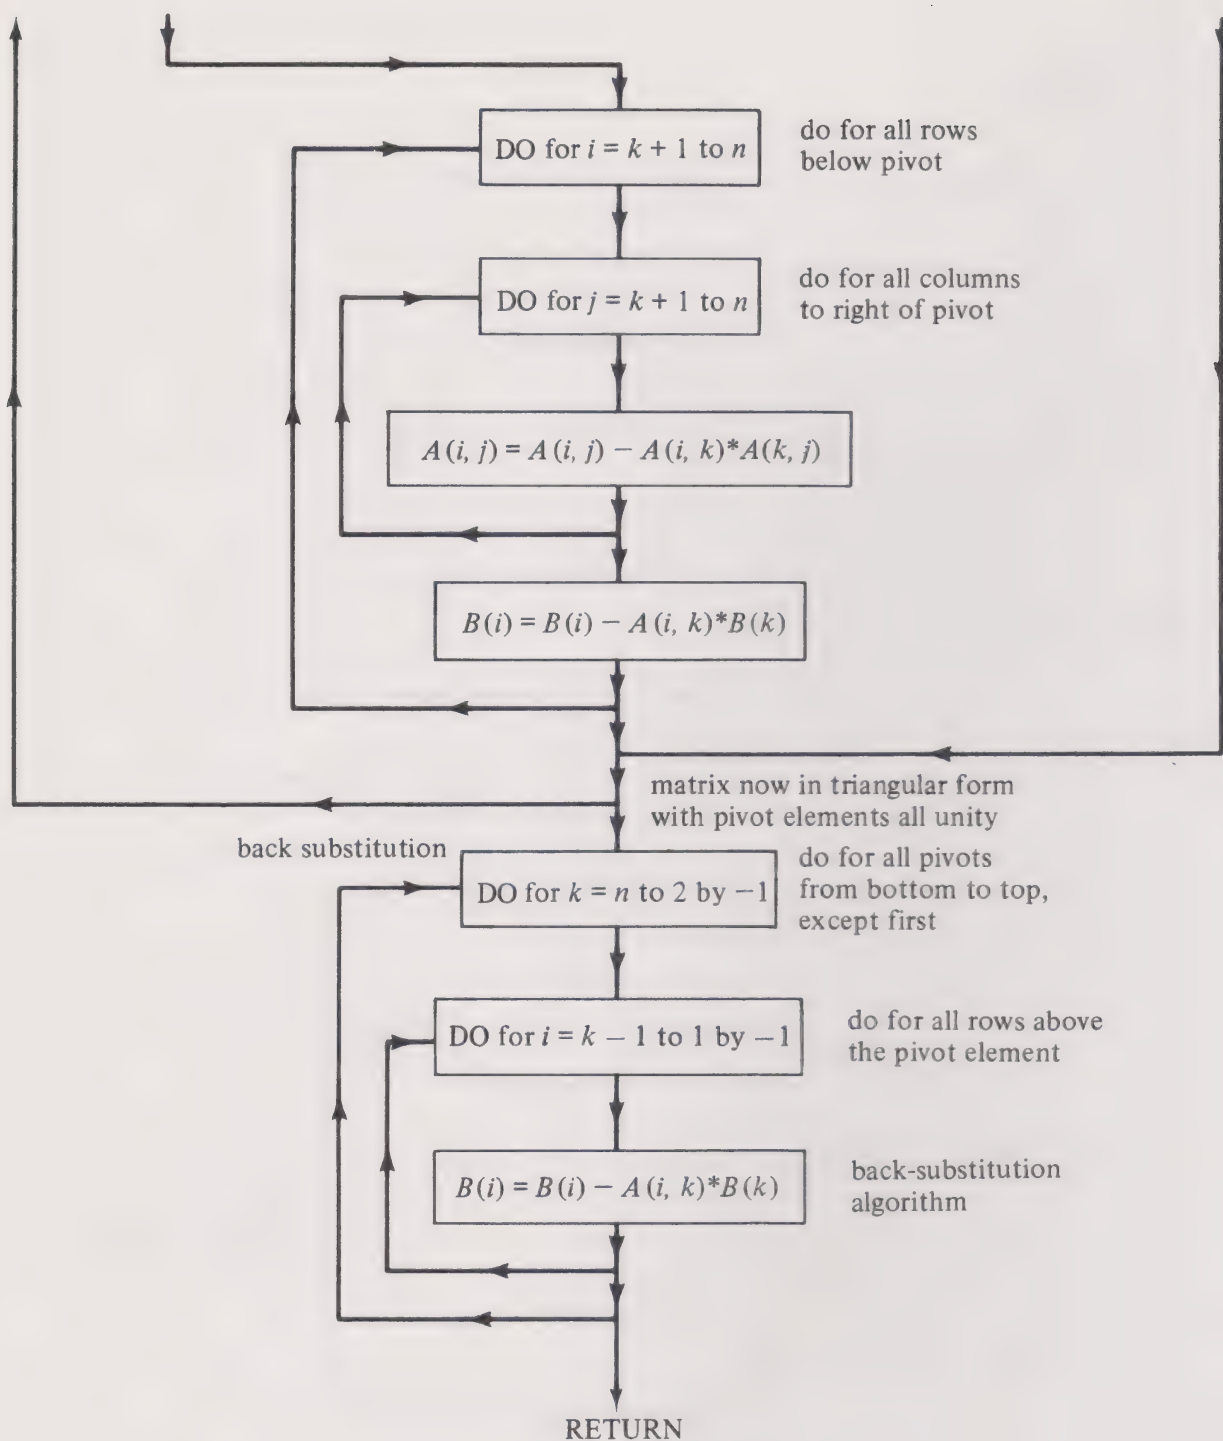 DO for i = k + 1 to n
do for all rows
below pivot
DO for j = k + 1 to n
do for all columns
to right of pivot
A(i, j) = A(i, j) − A(i, k)*A(k, j)
B(i) = B(i) − A(i, k)*B(k)
matrix now in triangular form
with pivot elements all unity
back substitution
DO for k = n to 2 by −1
do for all pivots
from bottom to top,
except first
DO for i = k − 1 to 1 by −1
do for all rows above
the pivot element
B(i) = B(i) − A(i, k)*B(k)
back-substitution
algorithm
RETURN